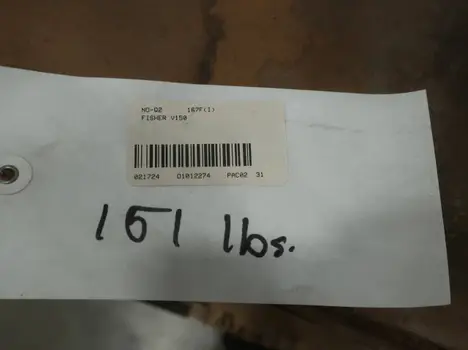 NO-Q2 167F(I)
FISHER V150
021724 D1012274 PAC02 31
151 lbs.